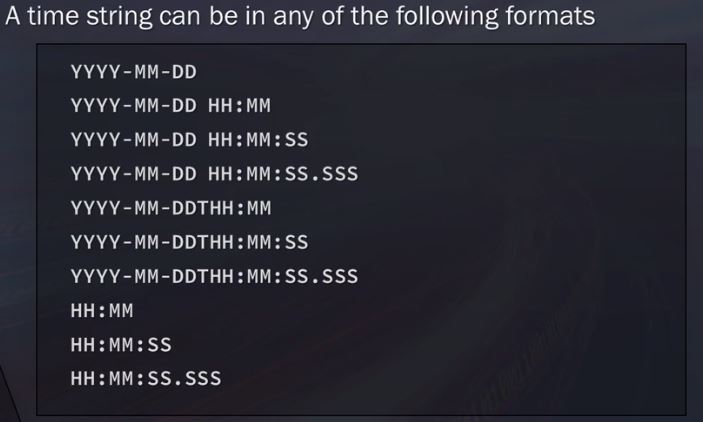 A time string can be in any of the following formats
YYYY-MM-DD
YYYY-MM-DD HH:MM
YYYY-MM-DD HH:MM:SS
YYYY-MM-DD HH:MM:SS.SSS
YYYY-MM-DDTHH:MM
YYYY-MM-DDTHH:MM:SS
YYYY-MM-DDTHH:MM:SS.SSS
HH:MM
HH:MM:SS
HH:MM:SS.SSS